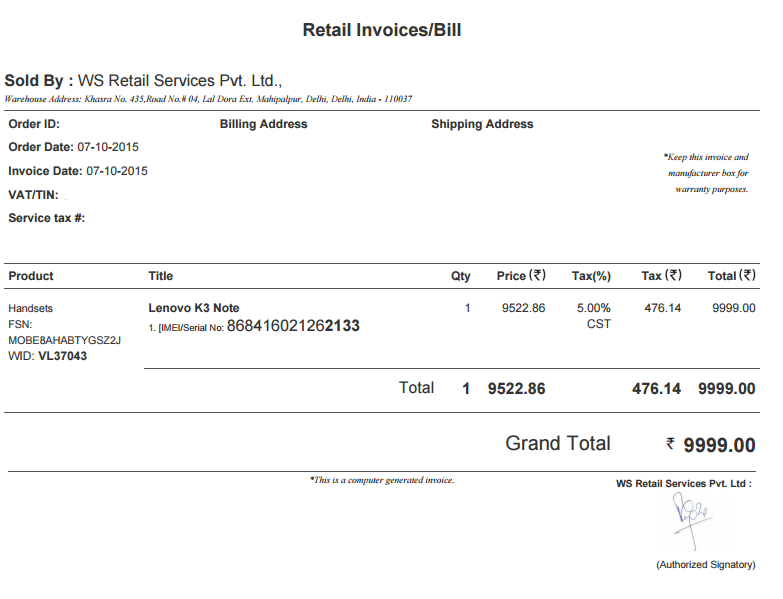 Retail Invoices/Bill
Sold By : WS Retail Services Pvt. Ltd.,
Warehouse Address: Khasra No. 435,Road No.# 04, Lal Dora Ext. Mahipalpur, Delhi, Delhi, India - 110037
Order ID: Billing Address Shipping Address
Order Date: 07-10-2015
Invoice Date: 07-10-2015
VAT/TIN:
Service tax #:
*Keep this invoice and
manufacturer box for
warranty purposes.
Product Title Qty Price (₹) Tax(%) Tax (₹) Total (₹)
Handsets Lenovo K3 Note 1 9522.86 5.00% 476.14 9999.00
FSN: 1. [IMEI/Serial No: 868416021262133 CST
MOBE8AHABTYGSZ2J
WID: VL37043
Total 1 9522.86 476.14 9999.00
Grand Total ₹ 9999.00
*This is a computer generated invoice.
WS Retail Services Pvt. Ltd :
(Authorized Signatory)